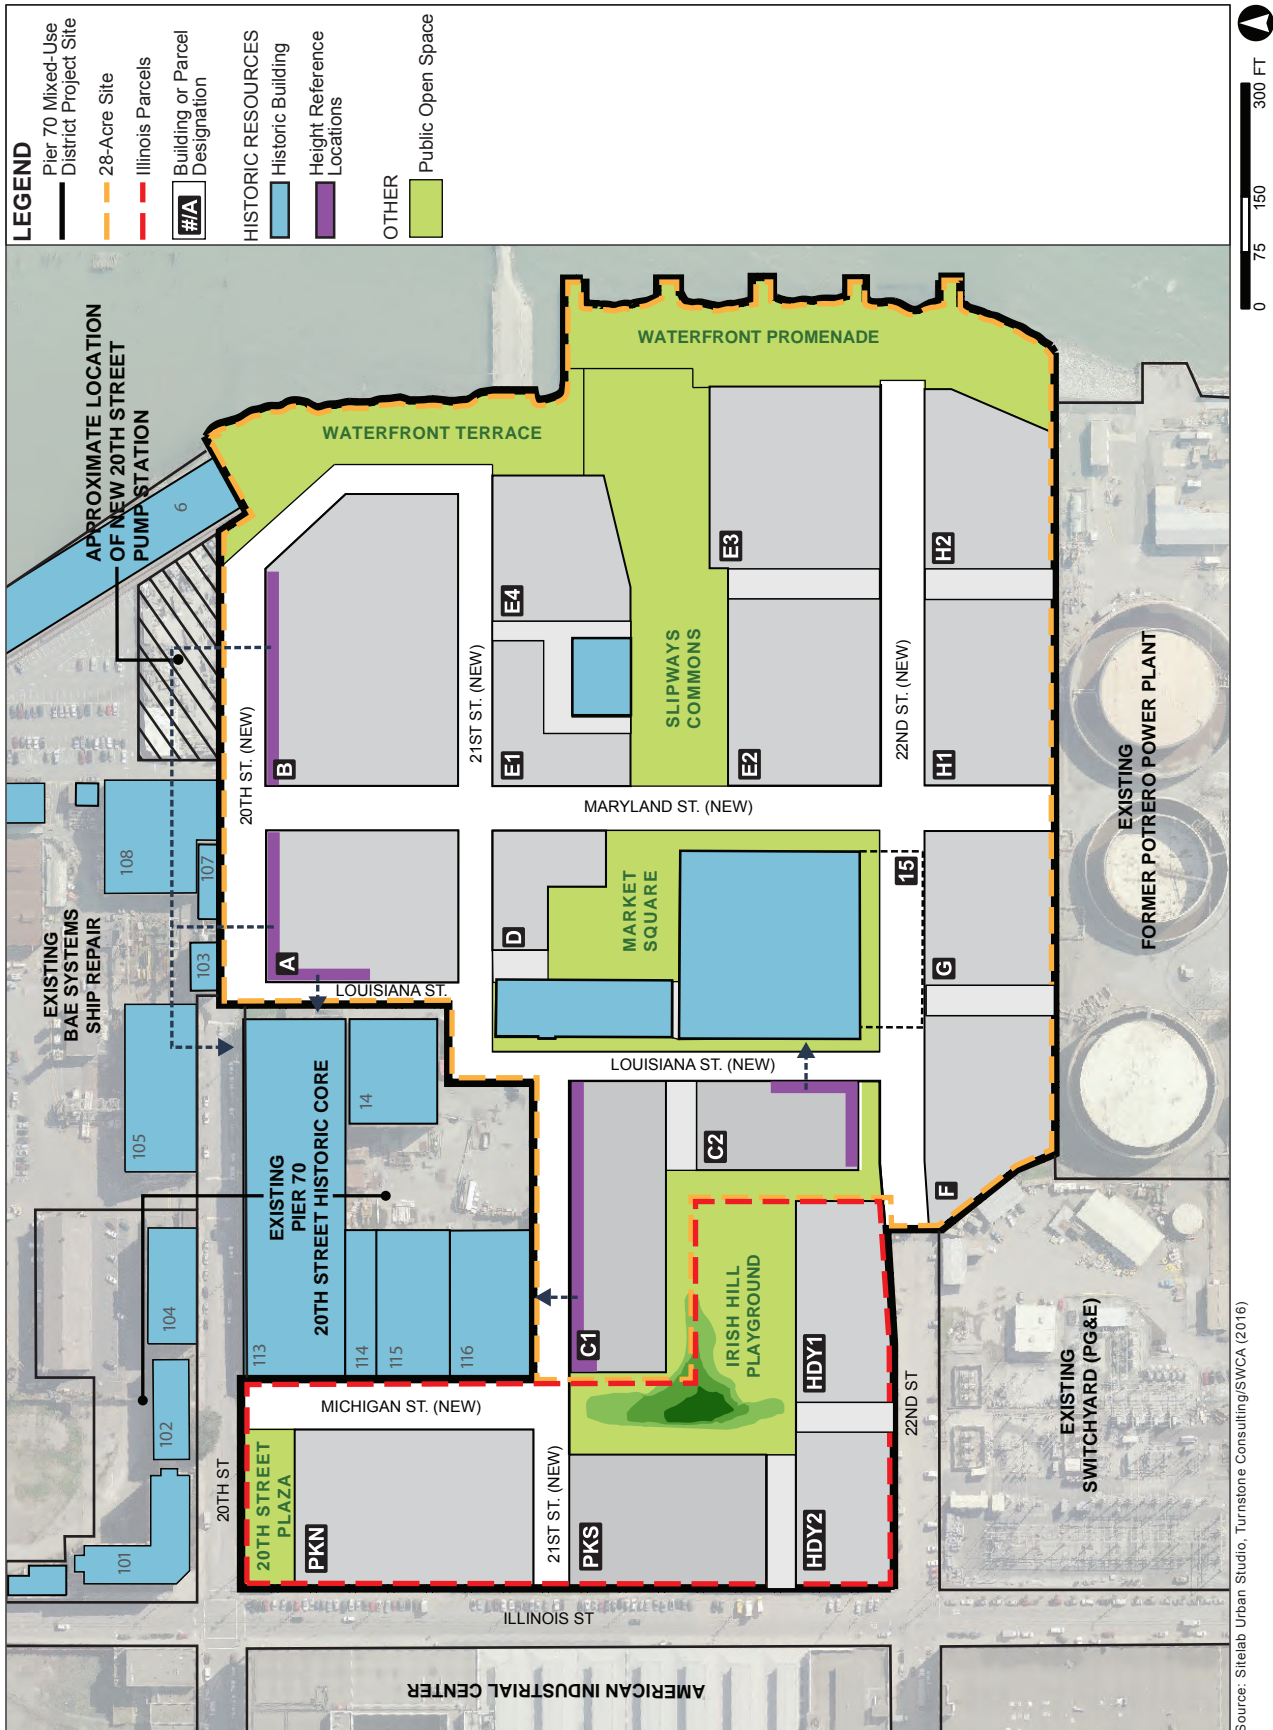 LEGEND
Pier 70 Mixed-Use
District Project Site
28-Acre Site
Illinois Parcels
#/A
Building or Parcel
Designation
HISTORIC RESOURCES
Historic Building
Height Reference
Locations
OTHER
Public Open Space
0
75
150
300 FT
APPROXIMATE LOCATION
OF NEW 20TH STREET
PUMP STATION
6
WATERFRONT TERRACE
WATERFRONT PROMENADE
EXISTING
BAE SYSTEMS
SHIP REPAIR
108
107
103
105
104
102
101
20TH ST. (NEW)
B
A
LOUISIANA ST.
21ST ST. (NEW)
E4
E1
E3
E2
SLIPWAYS
COMMONS
22ND ST. (NEW)
H2
H1
MARYLAND ST. (NEW)
D
MARKET
SQUARE
15
G
F
LOUISIANA ST. (NEW)
EXISTING
FORMER POTRERO POWER PLANT
EXISTING
PIER 70
20TH STREET HISTORIC CORE
113
114
115
116
14
C1
C2
IRISH HILL
PLAYGROUND
HDY1
HDY2
22ND ST
EXISTING
SWITCHYARD (PG&E)
MICHIGAN ST. (NEW)
20TH ST
20TH STREET
PLAZA
PKN
21ST ST. (NEW)
PKS
ILLINOIS ST
AMERICAN INDUSTRIAL CENTER
Source: Sitelab Urban Studio, Turnstone Consulting/SWCA (2016)